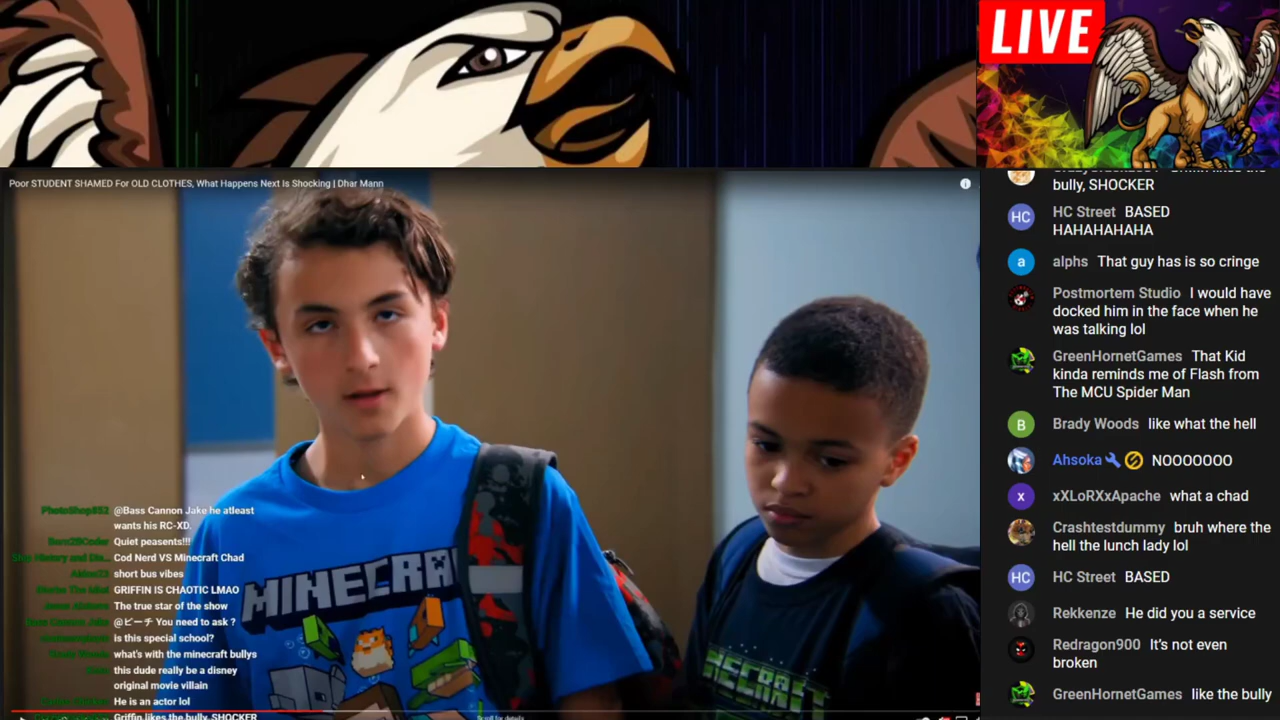 LIVE
Poor STUDENT SHAMED For OLD CLOTHES, What Happens Next Is Shocking | Dhar Mann
bully, SHOCKER
HC Street BASED
HAHAHAHAHA
alphs That guy has is so cringe
Postmortem Studio I would have
docked him in the face when he
was talking lol
GreenHornetGames That Kid
kinda reminds me of Flash from
The MCU Spider Man
Brady Woods like what the hell
Ahsoka NOOOOOOO
xXLoRXxApache what a chad
Crashtestdummy bruh where the
hell the lunch lady lol
HC Street BASED
Rekkenze He did you a service
Redragon900 It's not even
broken
GreenHornetGames like the bully
PhotoShop852 @Bass Cannon Jake he atleast
wants his RC-XD.
Quiet peasents!!!
Cod Nerd VS Minecraft Chad
short bus vibes
GRIFFIN IS CHAOTIC LMAO
The true star of the show
@ピーチ You need to ask ?
is this special school?
what's with the minecraft bullys
this dude really be a disney
original movie villain
He is an actor lol
Griffin likes the bully, SHOCKER
MINECRA